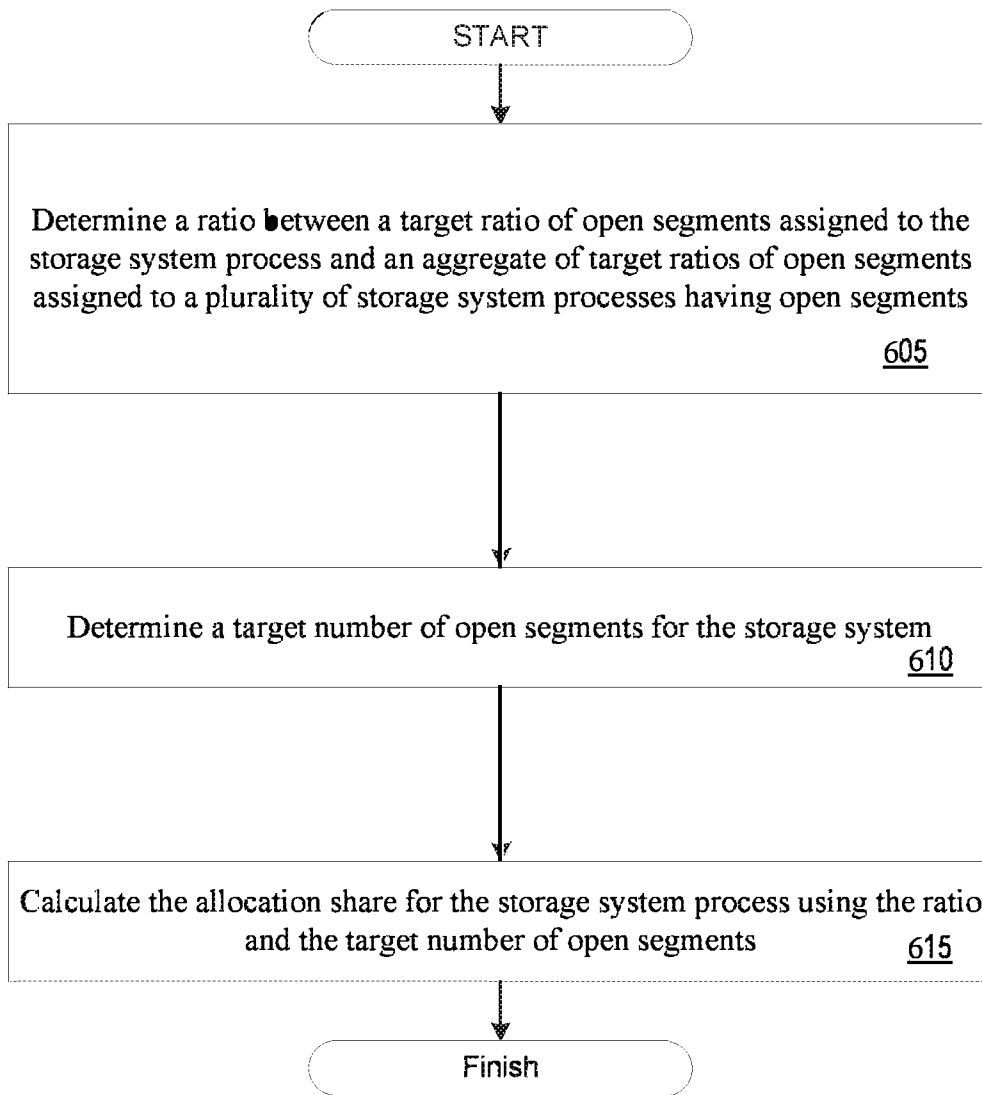 START
Determine a ratio between a target ratio of open segments assigned to the
storage system process and an aggregate of target ratios of open segments
assigned to a plurality of storage system processes having open segments
605
Determine a target number of open segments for the storage system
610
Calculate the allocation share for the storage system process using the ratio
and the target number of open segments
615
Finish